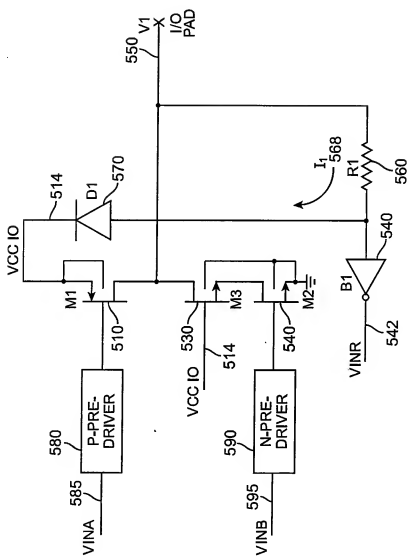 V1
I/O
PAD
550
VCC IO
514
D1
570
I1
568
R1
560
M1
510
530
M3
VCC IO
514
540
M2
540
B1
542
VINR
580
P-PRE-
DRIVER
585
VINA
590
N-PRE-
DRIVER
595
VINB